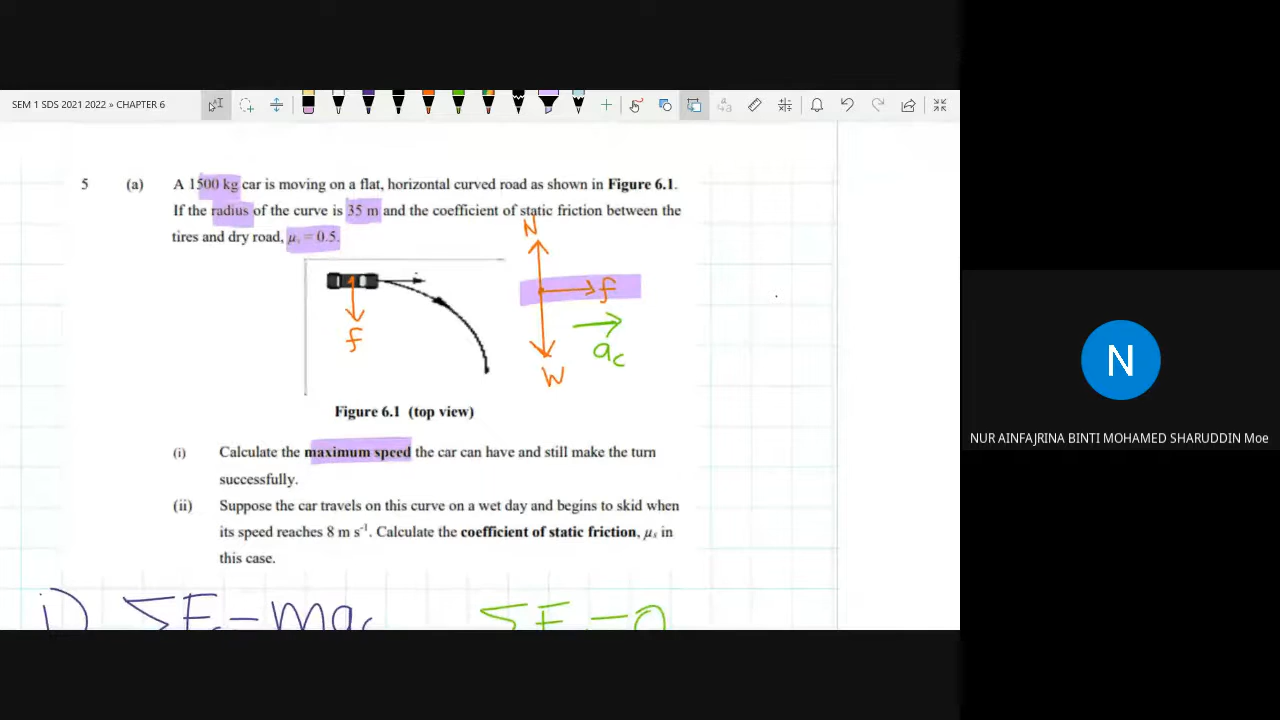 SEM 1 SDS 2021 2022 » CHAPTER 6
5 (a) A 1500 kg car is moving on a flat, horizontal curved road as shown in Figure 6.1.
If the radius of the curve is 35 m and the coefficient of static friction between the
tires and dry road, μs = 0.5.
N
f
f
ac
W
Figure 6.1 (top view)
(i) Calculate the maximum speed the car can have and still make the turn
successfully.
(ii) Suppose the car travels on this curve on a wet day and begins to skid when
its speed reaches 8 m s⁻¹. Calculate the coefficient of static friction, μs in
this case.
i) ΣFc = mac
ΣF = 0
N
NUR AINFAJRINA BINTI MOHAMED SHARUDDIN Moe